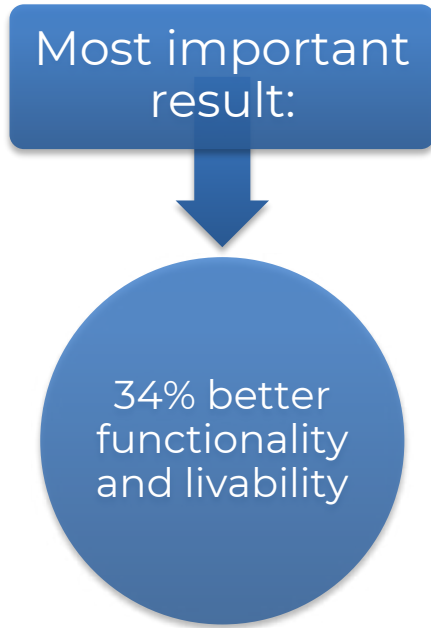 Most important
result:
34% better
functionality
and livability